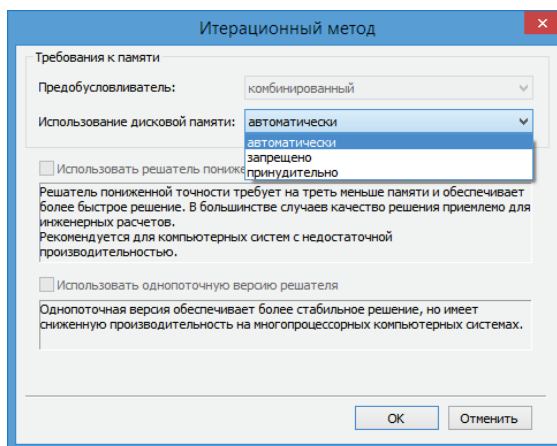 Итерационный метод
Требования к памяти
Предобусловливатель: комбинированный
Использование дисковой памяти: автоматически
автоматически
запрещено
принудительно
Использовать решатель
Решатель пониженной точности требует на треть меньше памяти и обеспечивает
более быстрое решение. В большинстве случаев качество решения приемлемо для
инженерных расчетов.
Рекомендуется для компьютерных систем с недостаточной
производительностью.
Использовать однопоточную версию решателя
Однопоточная версия обеспечивает более стабильное решение, но имеет
сниженную производительность на многопроцессорных компьютерных системах.
OK
Отменить